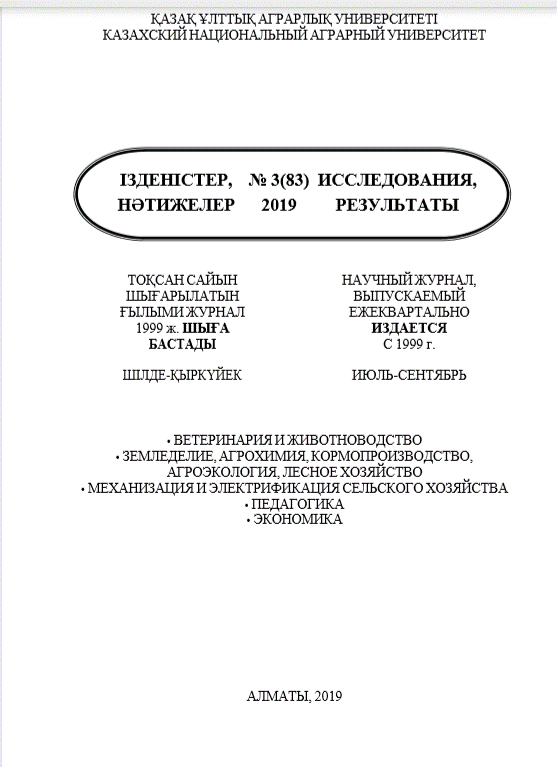 ҚАЗАҚ ҰЛТТЫҚ АГРАРЛЫҚ УНИВЕРСИТЕТІ
КАЗАХСКИЙ НАЦИОНАЛЬНЫЙ АГРАРНЫЙ УНИВЕРСИТЕТ
ІЗДЕНІСТЕР, № 3(83) ИССЛЕДОВАНИЯ,
НӘТИЖЕЛЕР 2019 РЕЗУЛЬТАТЫ
ТОҚСАН САЙЫН
ШЫҒАРЫЛАТЫН
ҒЫЛЫМИ ЖУРНАЛ
1999 ж. ШЫҒА
БАСТАДЫ
ШІЛДЕ-ҚЫРКҮЙЕК
НАУЧНЫЙ ЖУРНАЛ,
ВЫПУСКАЕМЫЙ
ЕЖЕКВАРТАЛЬНО
ИЗДАЕТСЯ
С 1999 г.
ИЮЛЬ-СЕНТЯБРЬ
• ВЕТЕРИНАРИЯ И ЖИВОТНОВОДСТВО
• ЗЕМЛЕДЕЛИЕ, АГРОХИМИЯ, КОРМОПРОИЗВОДСТВО,
АГРОЭКОЛОГИЯ, ЛЕСНОЕ ХОЗЯЙСТВО
• МЕХАНИЗАЦИЯ И ЭЛЕКТРИФИКАЦИЯ СЕЛЬСКОГО ХОЗЯЙСТВА
• ПЕДАГОГИКА
• ЭКОНОМИКА
АЛМАТЫ, 2019